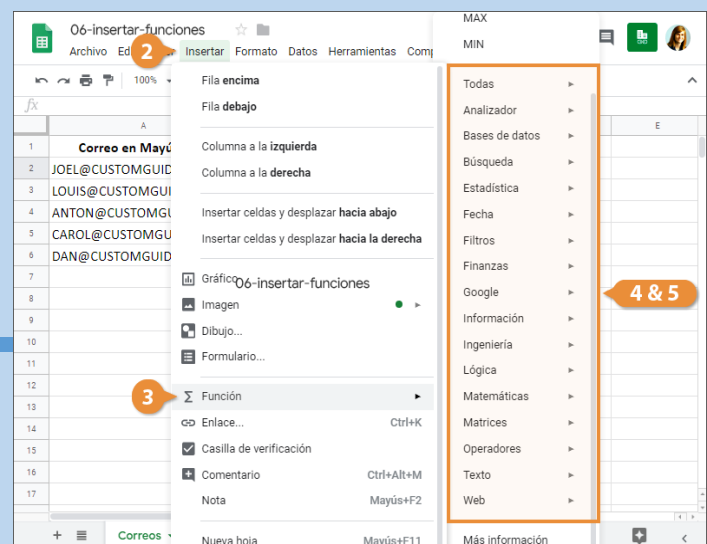 06-insertar-funciones
Archivo Ed Insertar Formato Datos Herramientas Comp
2
100%
fx
A
E
1 Correo en Mayú
2 JOEL@CUSTOMGUID
3 LOUIS@CUSTOMGUI
4 ANTON@CUSTOMGU
5 CAROL@CUSTOMGU
6 DAN@CUSTOMGUID
7
8
9
10
11
12
13
14
15
16
17
Correos
Fila encima
Fila debajo
Columna a la izquierda
Columna a la derecha
Insertar celdas y desplazar hacia abajo
Insertar celdas y desplazar hacia la derecha
Gráfico
06-insertar-funciones
Imagen
Dibujo...
Formulario...
3
Función
Enlace... Ctrl+K
Casilla de verificación
Comentario Ctrl+Alt+M
Nota Mayús+F2
Nueva hoja Mayús+F11
MAX
MIN
Todas
Analizador
Bases de datos
Búsqueda
Estadística
Fecha
Filtros
Finanzas
Google
Información
Ingeniería
Lógica
Matemáticas
Matrices
Operadores
Texto
Web
Más información
4 & 5